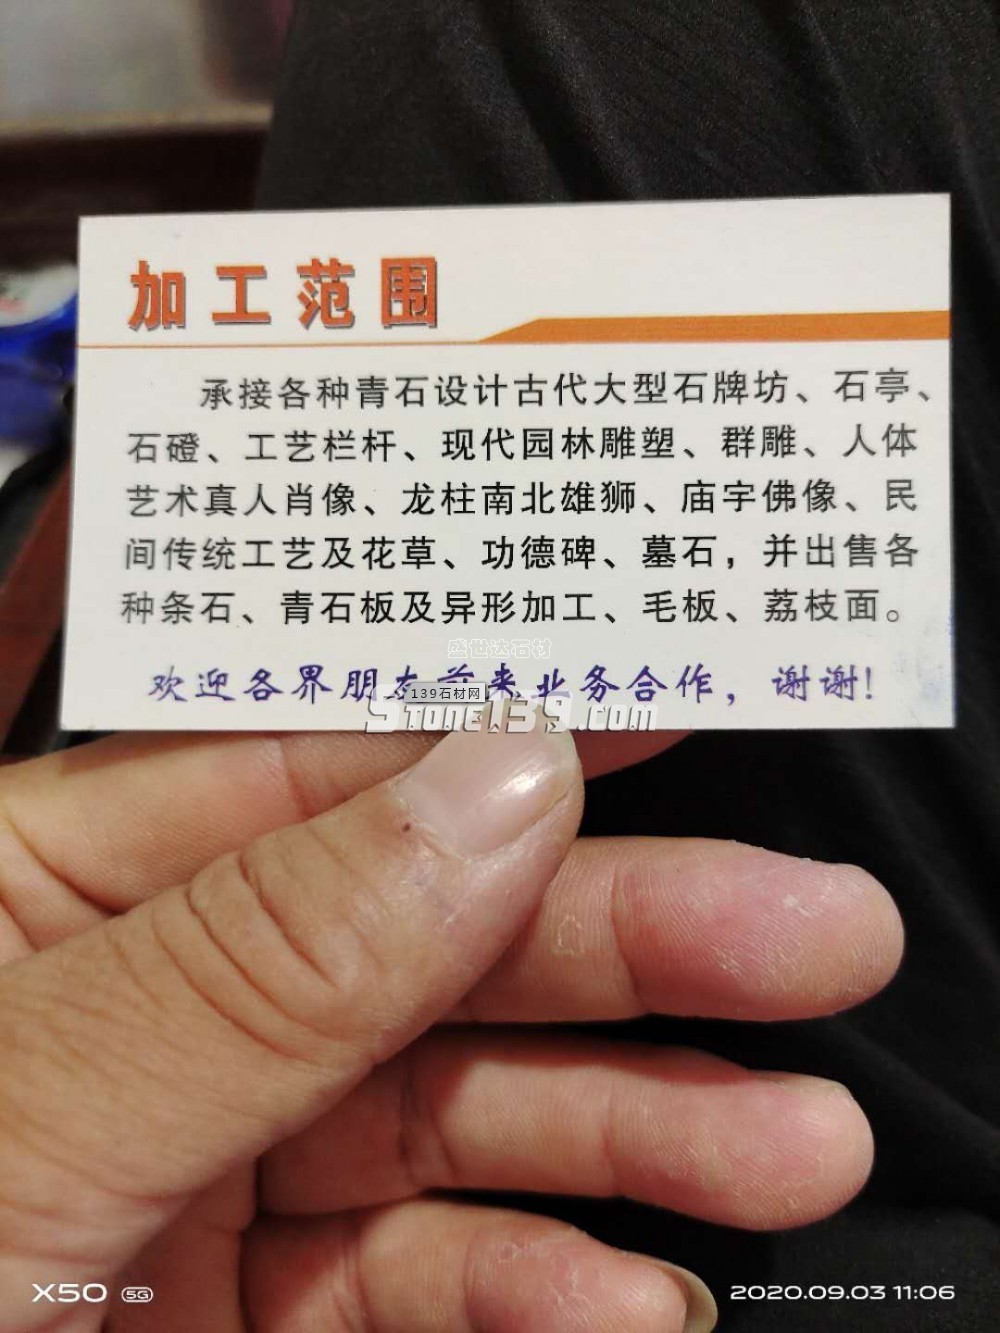 加工范围
承接各种青石设计古代大型石牌坊、石亭、
石磴、工艺栏杆、现代园林雕塑、群雕、人体
艺术真人肖像、龙柱南北雄狮、庙宇佛像、民
间传统工艺及花草、功德碑、墓石，并出售各
种条石、青石板及异形加工、毛板、荔枝面。
盛世达石材
欢迎各界朋友前来业务合作，谢谢！
139石材网
STONE139.com
X50 5G
2020.09.03 11:06